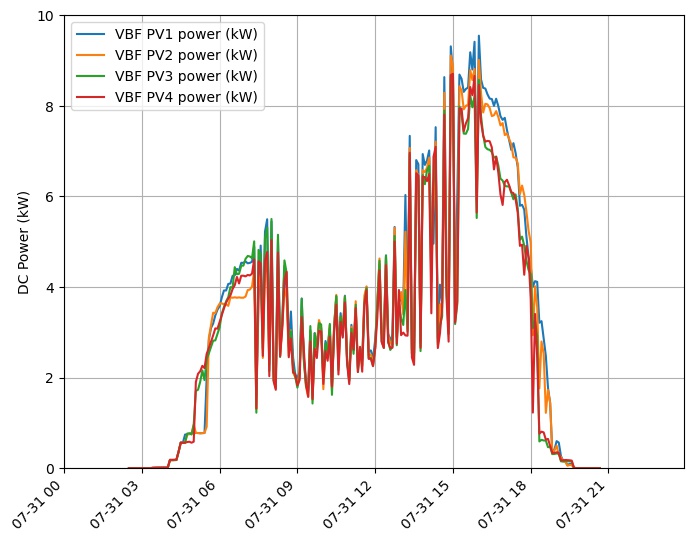 VBF PV1 power (kW)
VBF PV2 power (kW)
VBF PV3 power (kW)
VBF PV4 power (kW)
DC Power (kW)
10
8
6
4
2
0
07-31 00
07-31 03
07-31 06
07-31 09
07-31 12
07-31 15
07-31 18
07-31 21